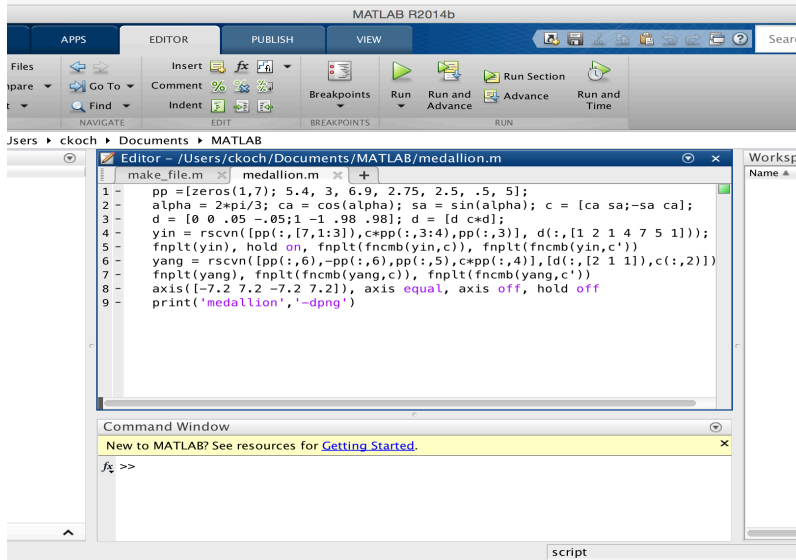 MATLAB R2014b
APPS EDITOR PUBLISH VIEW
Sear
Files Insert fx
Comment %
Go To Breakpoints Run Run and Advance Run Section Advance Run and Time
Find Indent
NAVIGATE EDIT BREAKPOINTS RUN
Users ▸ ckoch ▸ Documents ▸ MATLAB
Editor – /Users/ckoch/Documents/MATLAB/medallion.m
Worksp
make_file.m × medallion.m × +
Name ▲
1 – pp =[zeros(1,7); 5.4, 3, 6.9, 2.75, 2.5, .5, 5];
2 – alpha = 2*pi/3; ca = cos(alpha); sa = sin(alpha); c = [ca sa;-sa ca];
3 – d = [0 0 .05 -.05;1 -1 .98 .98]; d = [d c*d];
4 – yin = rscvn([pp(:,[7,1:3]),c*pp(:,3:4),pp(:,3)], d(:,[1 2 1 4 7 5 1]));
5 – fnplt(yin), hold on, fnplt(fncmb(yin,c)), fnplt(fncmb(yin,c'))
6 – yang = rscvn([pp(:,6),-pp(:,6),pp(:,5),c*pp(:,4)],[d(:,[2 1 1]),c(:,2)])
7 – fnplt(yang), fnplt(fncmb(yang,c)), fnplt(fncmb(yang,c'))
8 – axis([-7.2 7.2 -7.2 7.2]), axis equal, axis off, hold off
9 – print('medallion','-dpng')
Command Window
New to MATLAB? See resources for Getting Started.
fx >>
script